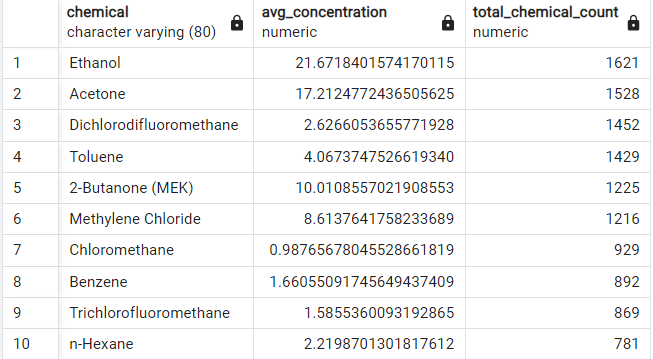 chemical avg_concentration total_chemical_count
character varying (80) numeric numeric
1 Ethanol 21.6718401574170115 1621
2 Acetone 17.2124772436505625 1528
3 Dichlorodifluoromethane 2.6266053655771928 1452
4 Toluene 4.0673747526619340 1429
5 2-Butanone (MEK) 10.0108557021908553 1225
6 Methylene Chloride 8.6137641758233689 1216
7 Chloromethane 0.98765678045528661819 929
8 Benzene 1.66055091745649437409 892
9 Trichlorofluoromethane 1.5855360093192865 869
10 n-Hexane 2.2198701301817612 781